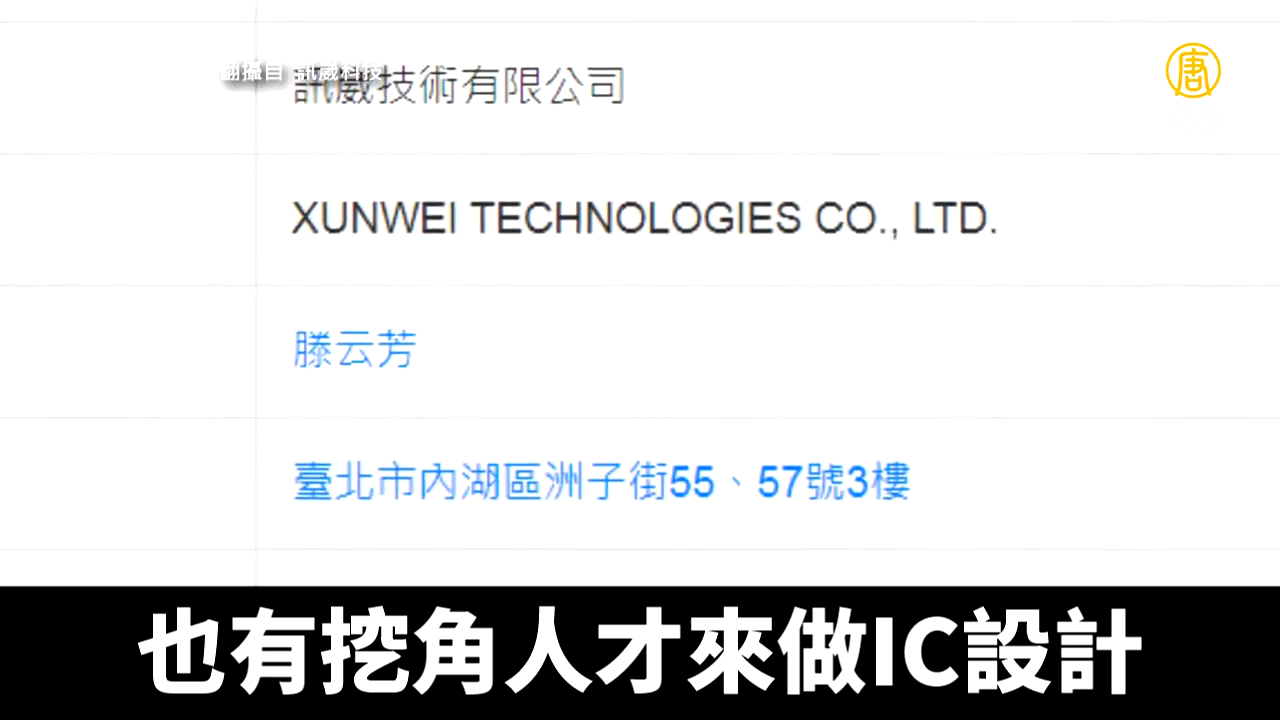 翻攝自 訊崴科技
訊崴技術有限公司
唐
XUNWEI TECHNOLOGIES CO., LTD.
滕云芳
臺北市內湖區洲子街55、57號3樓
也有挖角人才來做IC設計